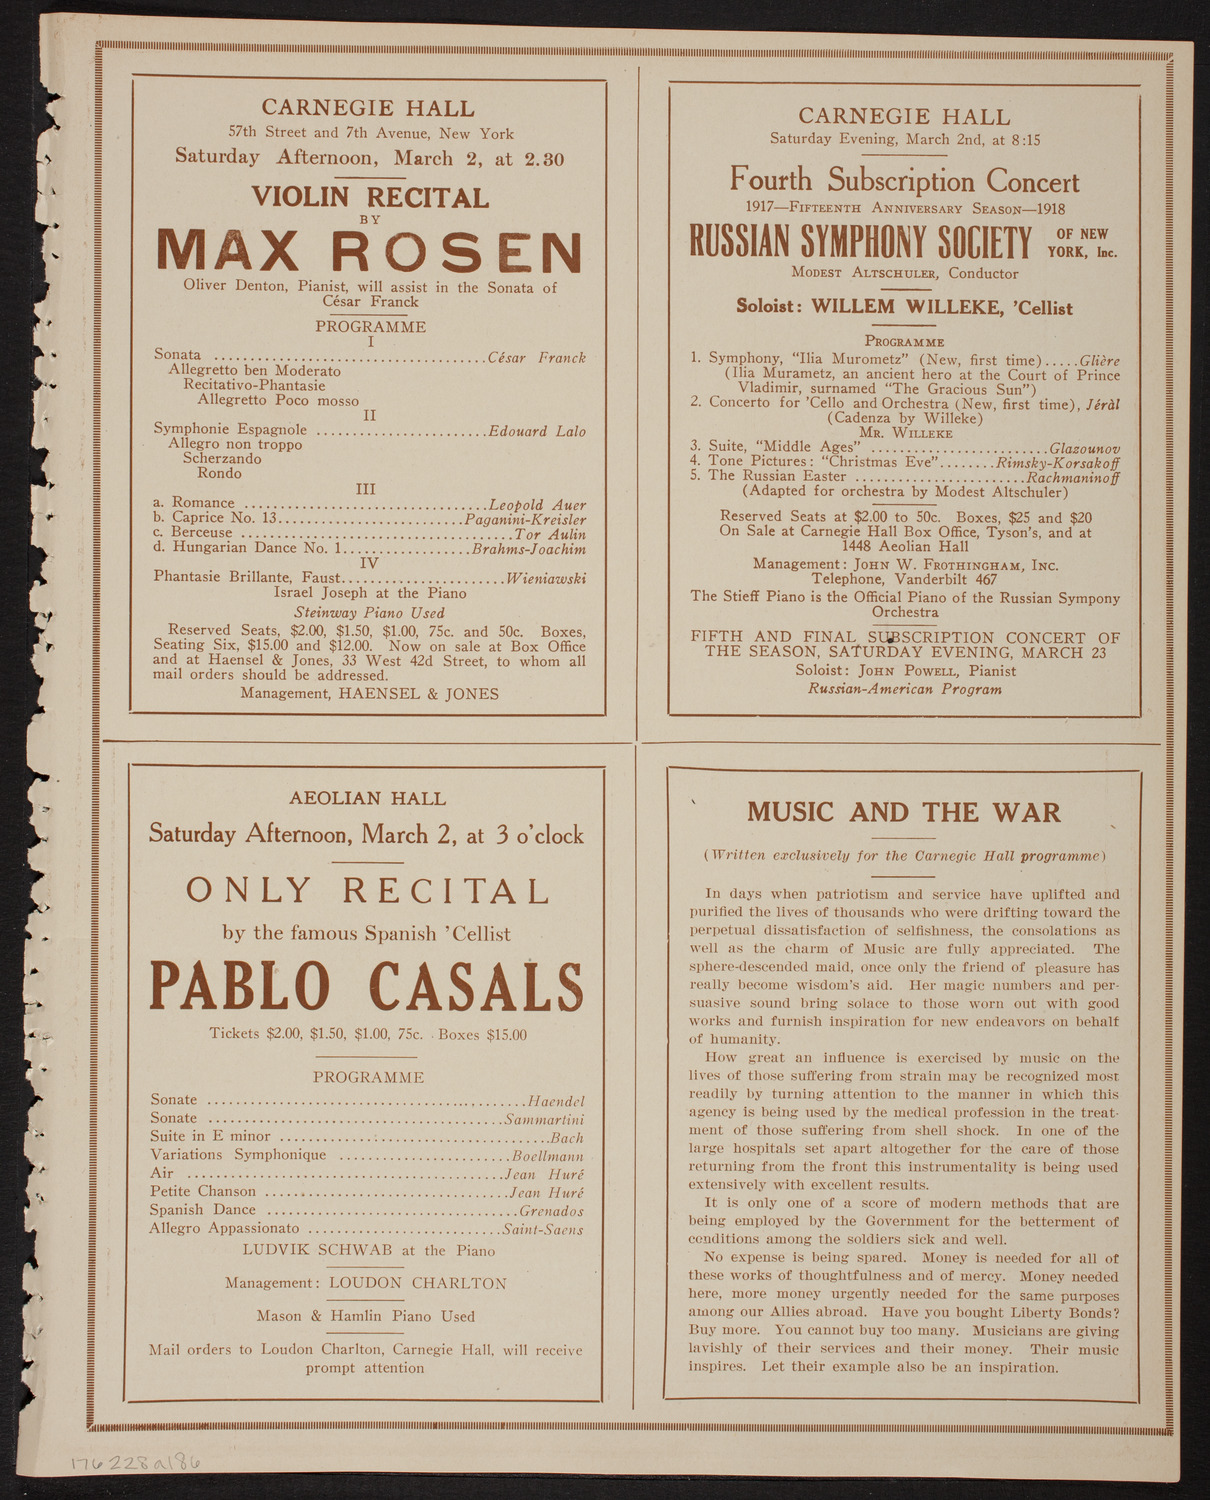 CARNEGIE HALL
57th Street and 7th Avenue, New York
Saturday Afternoon, March 2, at 2.30
VIOLIN RECITAL
BY
MAX ROSEN
Oliver Denton, Pianist, will assist in the Sonata of
César Franck
PROGRAMME
I
Sonata ......................................César Franck
Allegretto ben Moderato
Recitativo-Phantasie
Allegretto Poco mosso
II
Symphonie Espagnole ........................Edouard Lalo
Allegro non troppo
Scherzando
Rondo
III
a. Romance ..................................Leopold Auer
b. Caprice No. 13..........................Paganini-Kreisler
c. Berceuse ......................................Tor Aulin
d. Hungarian Dance No. 1..................Brahms-Joachim
IV
Phantasie Brillante, Faust.......................Wieniawski
Israel Joseph at the Piano
Steinway Piano Used
Reserved Seats, $2.00, $1.50, $1.00, 75c. and 50c. Boxes,
Seating Six, $15.00 and $12.00. Now on sale at Box Office
and at Haensel & Jones, 33 West 42d Street, to whom all
mail orders should be addressed.
Management, HAENSEL & JONES
CARNEGIE HALL
Saturday Evening, March 2nd, at 8:15
Fourth Subscription Concert
1917—FIFTEENTH ANNIVERSARY SEASON—1918
RUSSIAN SYMPHONY SOCIETY OF NEW
YORK, Inc.
MODEST ALTSCHULER, Conductor
Soloist: WILLEM WILLEKE, 'Cellist
PROGRAMME
1. Symphony, "Ilia Murometz" (New, first time).....Glière
(Ilia Murametz, an ancient hero at the Court of Prince
Vladimir, surnamed "The Gracious Sun")
2. Concerto for 'Cello and Orchestra (New, first time), Jéràl
(Cadenza by Willeke)
MR. WILLEKE
3. Suite, "Middle Ages" .........................Glazounov
4. Tone Pictures: "Christmas Eve"........Rimsky-Korsakoff
5. The Russian Easter ........................Rachmaninoff
(Adapted for orchestra by Modest Altschuler)
Reserved Seats at $2.00 to 50c. Boxes, $25 and $20
On Sale at Carnegie Hall Box Office, Tyson's, and at
1448 Aeolian Hall
Management: JOHN W. FROTHINGHAM, INC.
Telephone, Vanderbilt 467
The Stieff Piano is the Official Piano of the Russian Sympony
Orchestra
FIFTH AND FINAL SUBSCRIPTION CONCERT OF
THE SEASON, SATURDAY EVENING, MARCH 23
Soloist: JOHN POWELL, Pianist
Russian-American Program
AEOLIAN HALL
Saturday Afternoon, March 2, at 3 o'clock
ONLY RECITAL
by the famous Spanish 'Cellist
PABLO CASALS
Tickets $2.00, $1.50, $1.00, 75c. Boxes $15.00
PROGRAMME
Sonate .............................................Haendel
Sonate .........................................Sammartini
Suite in E minor .....................................Bach
Variations Symphonique ........................Boellmann
Air ............................................Jean Huré
Petite Chanson ..................................Jean Huré
Spanish Dance ...................................Grenados
Allegro Appassionato ...........................Saint-Saens
LUDVIK SCHWAB at the Piano
Management: LOUDON CHARLTON
Mason & Hamlin Piano Used
Mail orders to Loudon Charlton, Carnegie Hall, will receive
prompt attention
MUSIC AND THE WAR
(Written exclusively for the Carnegie Hall programme)
In days when patriotism and service have uplifted and
purified the lives of thousands who were drifting toward the
perpetual dissatisfaction of selfishness, the consolations as
well as the charm of Music are fully appreciated. The
sphere-descended maid, once only the friend of pleasure has
really become wisdom's aid. Her magic numbers and per-
suasive sound bring solace to those worn out with good
works and furnish inspiration for new endeavors on behalf
of humanity.
How great an influence is exercised by music on the
lives of those suffering from strain may be recognized most
readily by turning attention to the manner in which this
agency is being used by the medical profession in the treat-
ment of those suffering from shell shock. In one of the
large hospitals set apart altogether for the care of those
returning from the front this instrumentality is being used
extensively with excellent results.
It is only one of a score of modern methods that are
being employed by the Government for the betterment of
conditions among the soldiers sick and well.
No expense is being spared. Money is needed for all of
these works of thoughtfulness and of mercy. Money needed
here, more money urgently needed for the same purposes
among our Allies abroad. Have you bought Liberty Bonds?
Buy more. You cannot buy too many. Musicians are giving
lavishly of their services and their money. Their music
inspires. Let their example also be an inspiration.
176228a186